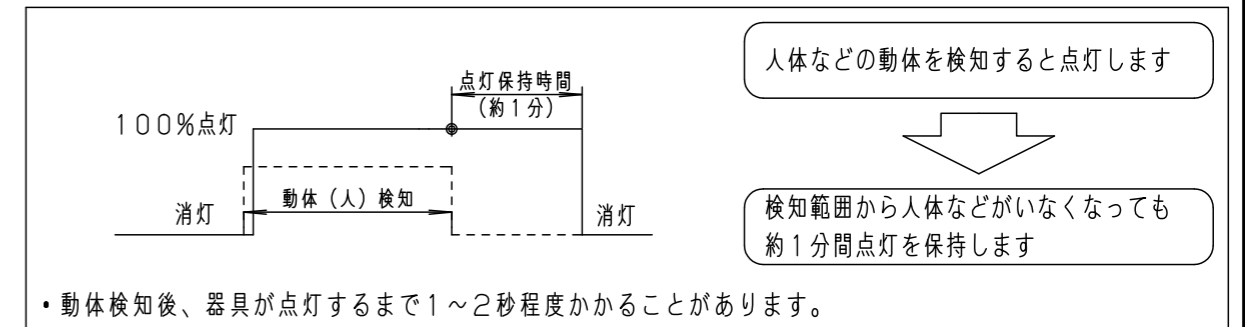 点灯保持時間
(約1分)
100%点灯
動体(人)検知
消灯
消灯
人体などの動体を検知すると点灯します
検知範囲から人体などがいなくなっても
約1分間点灯を保持します
・動体検知後、器具が点灯するまで1~2秒程度かかることがあります。